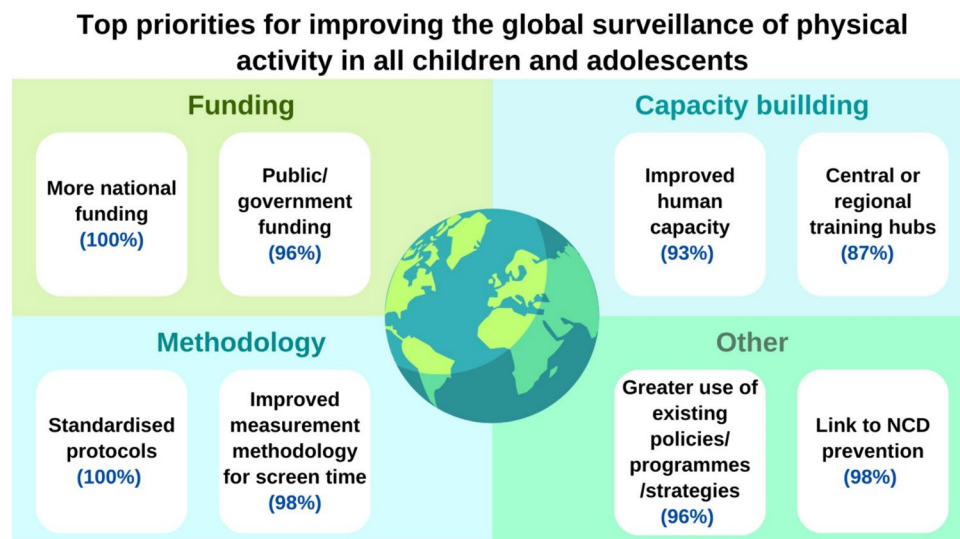 Top priorities for improving the global surveillance of physical
activity in all children and adolescents
Funding
More national
funding
(100%)
Public/
government
funding
(96%)
Capacity buillding
Improved
human
capacity
(93%)
Central or
regional
training hubs
(87%)
Methodology
Standardised
protocols
(100%)
Improved
measurement
methodology
for screen time
(98%)
Other
Greater use of
existing
policies/
programmes
/strategies
(96%)
Link to NCD
prevention
(98%)